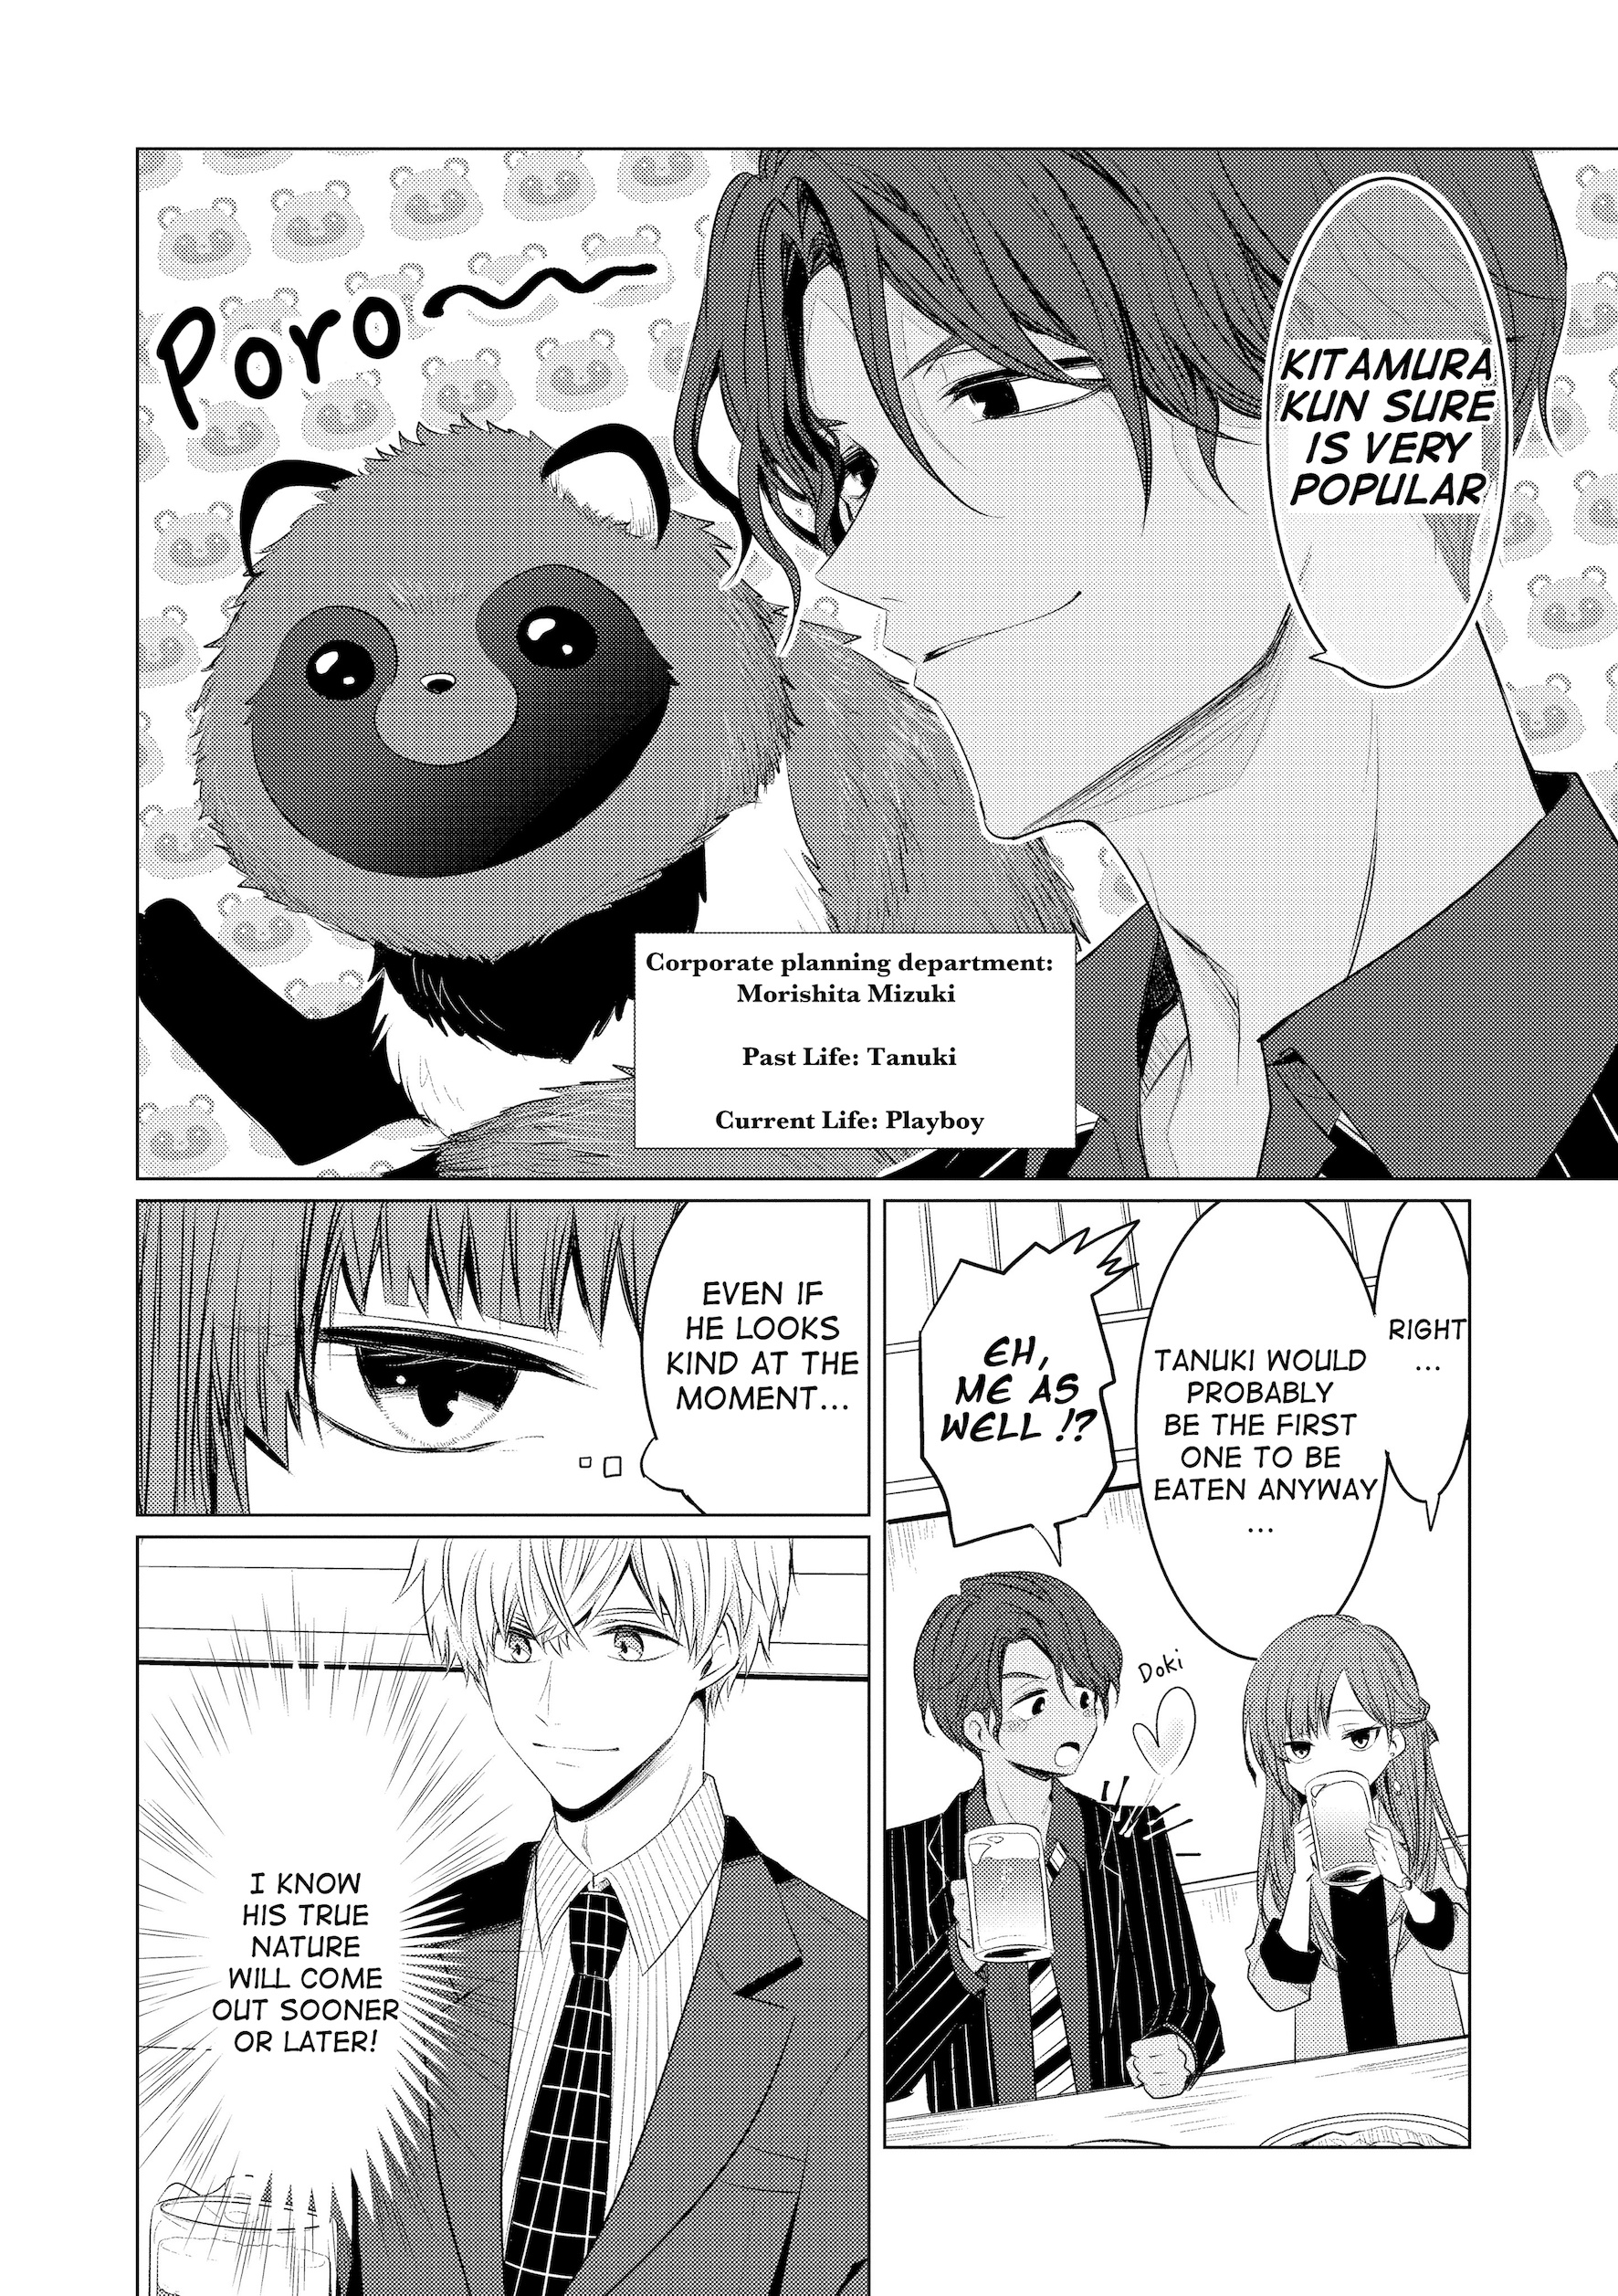 KITAMURA
KUN SURE
IS VERY
POPULAR
Poro~
Corporate planning department:
Morishita Mizuki
Past Life: Tanuki
Current Life: Playboy
RIGHT
...
TANUKI WOULD
PROBABLY
BE THE FIRST
ONE TO BE
EATEN ANYWAY
...
EH,
ME AS
WELL !?
Doki
EVEN IF
HE LOOKS
KIND AT THE
MOMENT...
I KNOW
HIS TRUE
NATURE
WILL COME
OUT SOONER
OR LATER!